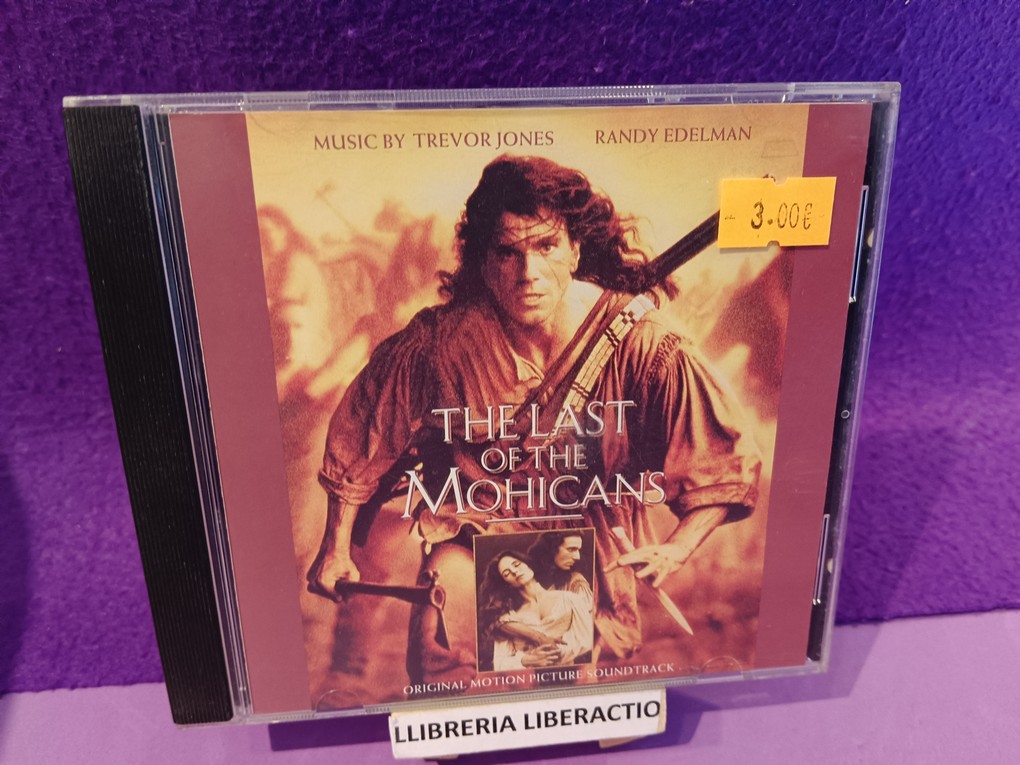 MUSIC BY TREVOR JONES RANDY EDELMAN
3.00€
THE LAST
OF THE
MOHICANS
ORIGINAL MOTION PICTURE SOUNDTRACK
LLIBRERIA LIBERACTIO